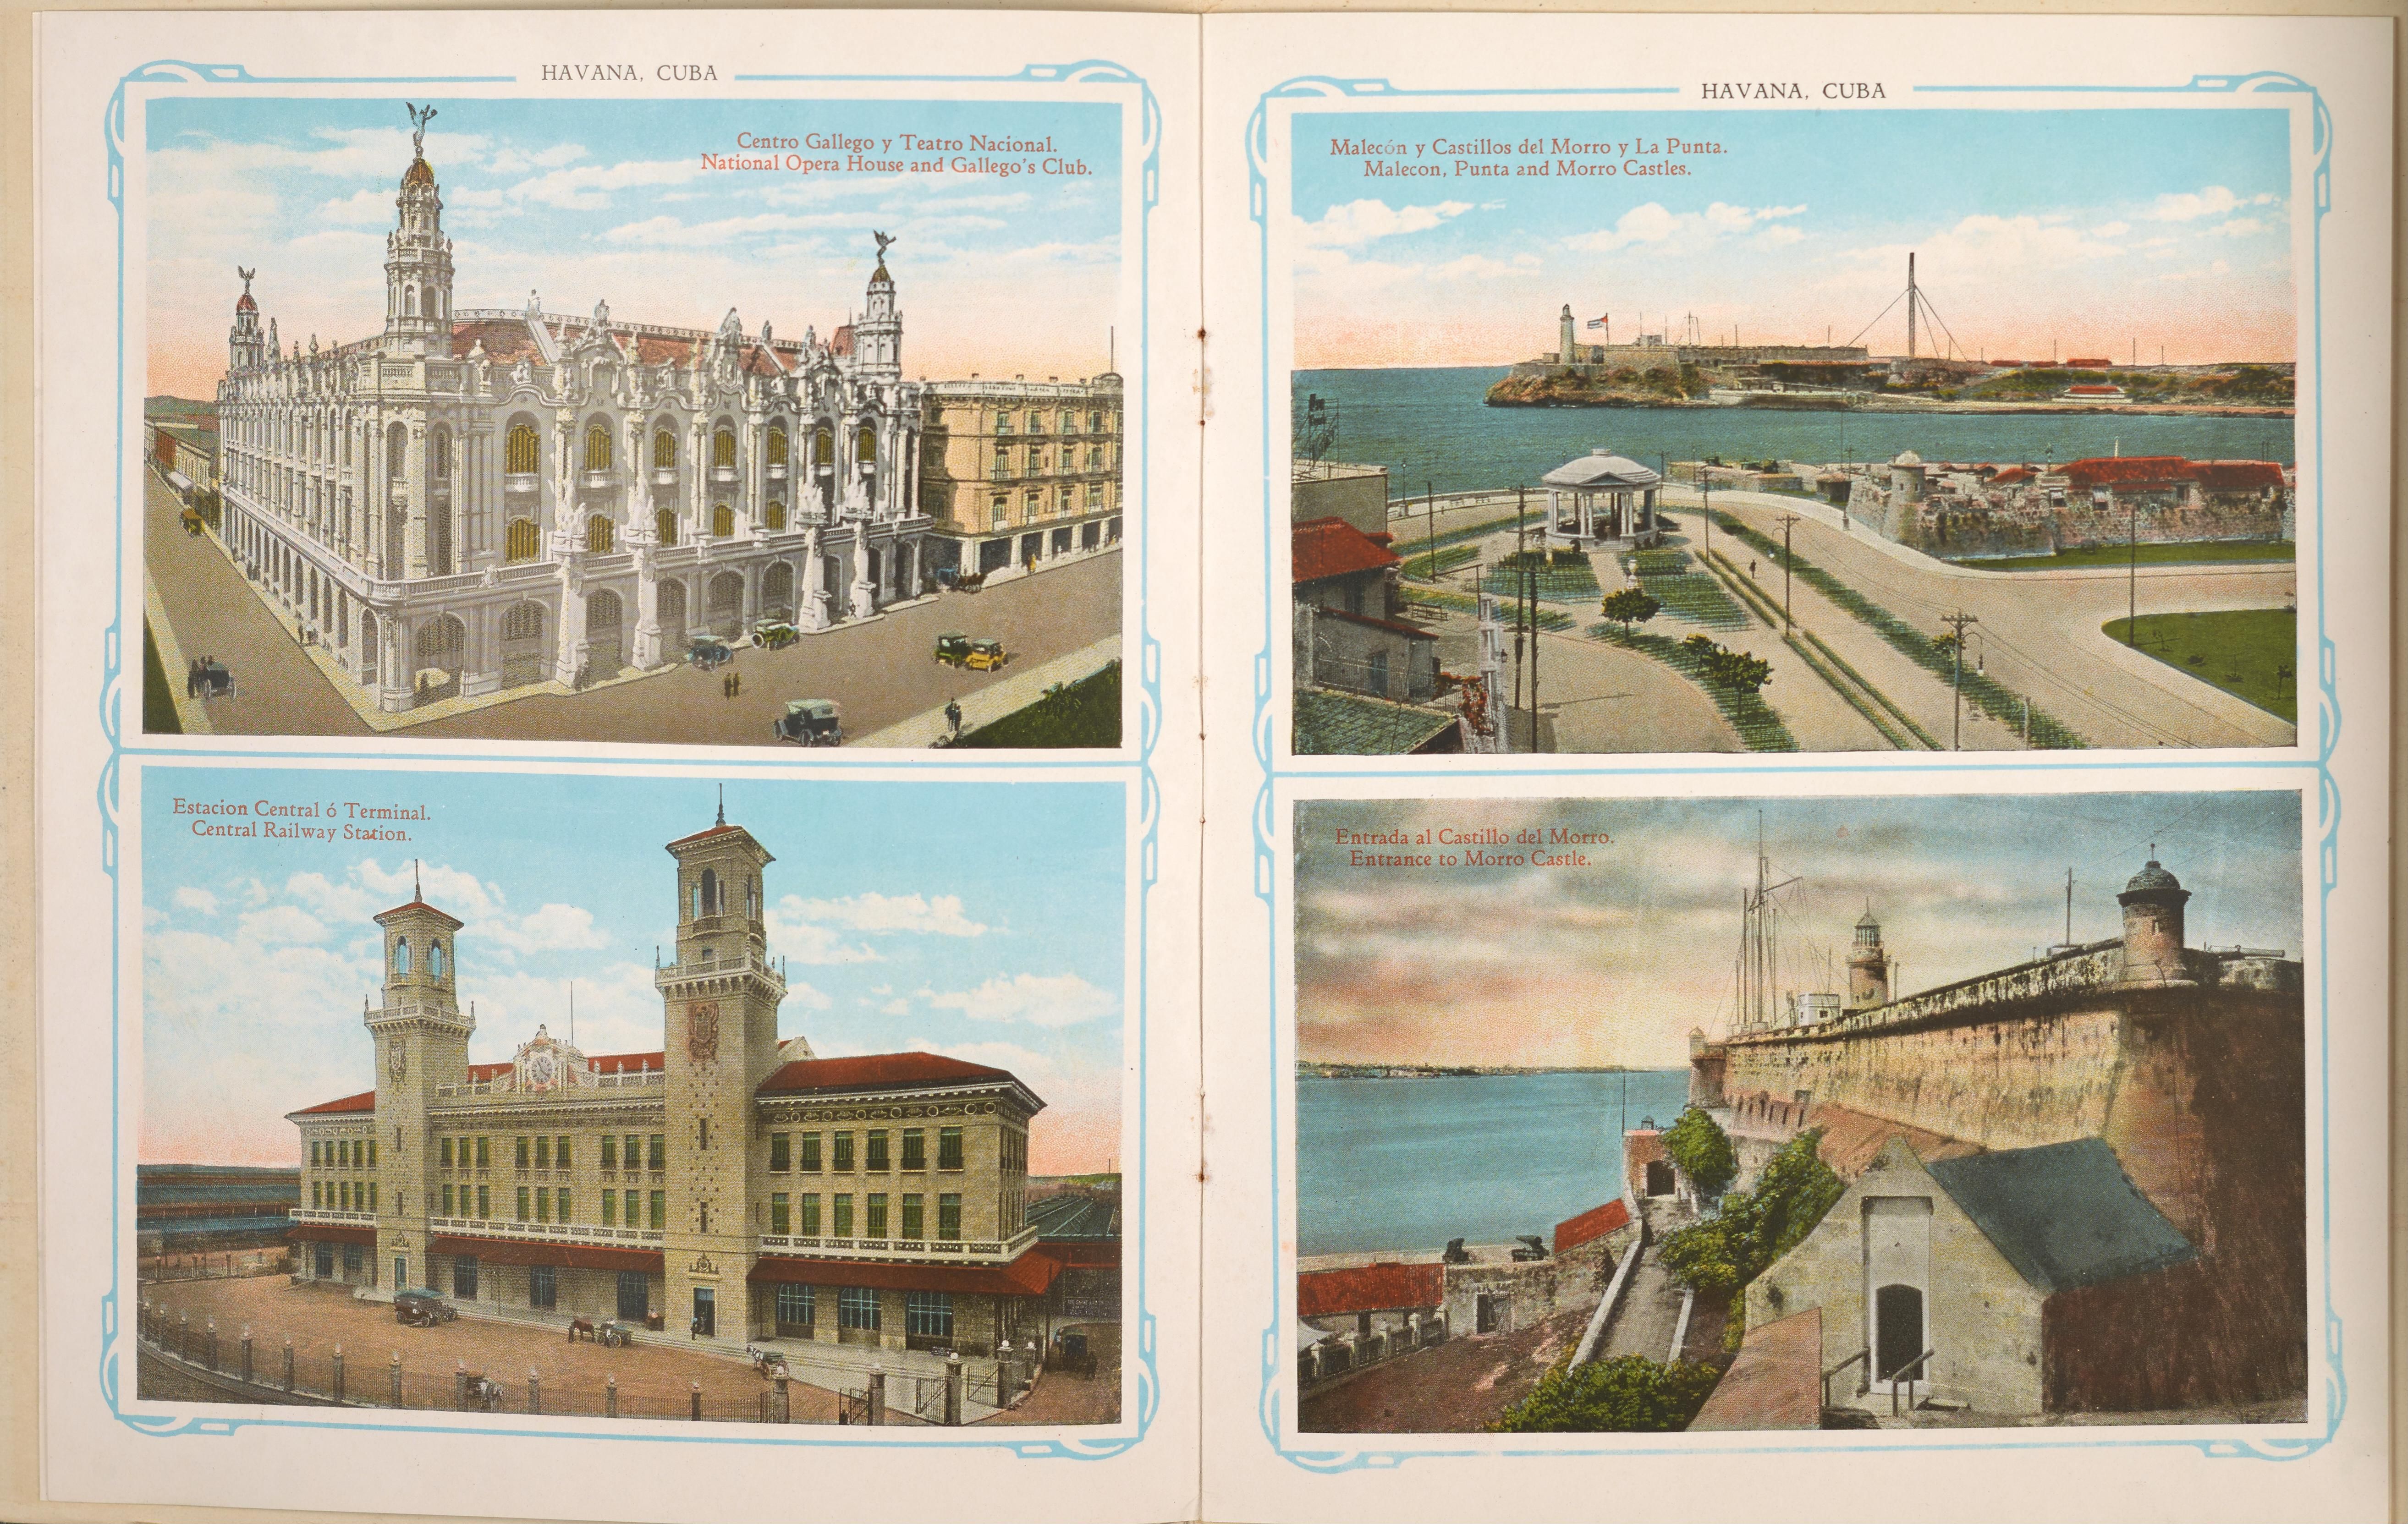 HAVANA, CUBA
Centro Gallego y Teatro Nacional.
National Opera House and Gallego's Club.
Estacion Central ó Terminal.
Central Railway Station.
HAVANA, CUBA
Malecón y Castillos del Morro y La Punta.
Malecon, Punta and Morro Castles.
Entrada al Castillo del Morro.
Entrance to Morro Castle.